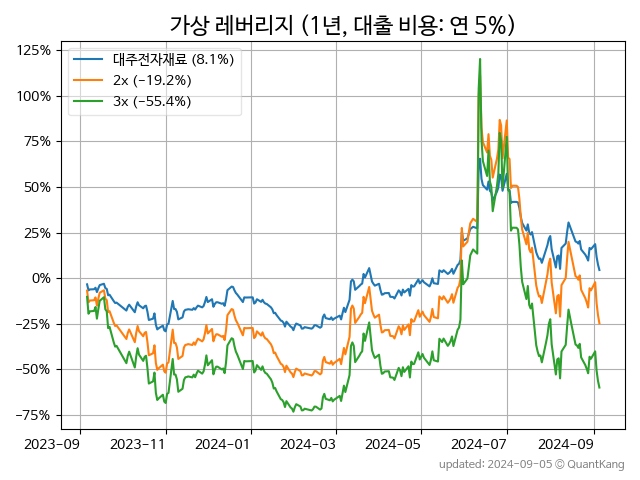 가상 레버리지 (1년, 대출 비용: 연 5%)
125%
100%
75%
50%
25%
0%
−25%
−50%
−75%
대주전자재료 (8.1%)
2x (−19.2%)
3x (−55.4%)
2023-09 2023-11 2024-01 2024-03 2024-05 2024-07 2024-09
updated: 2024-09-05 © QuantKang